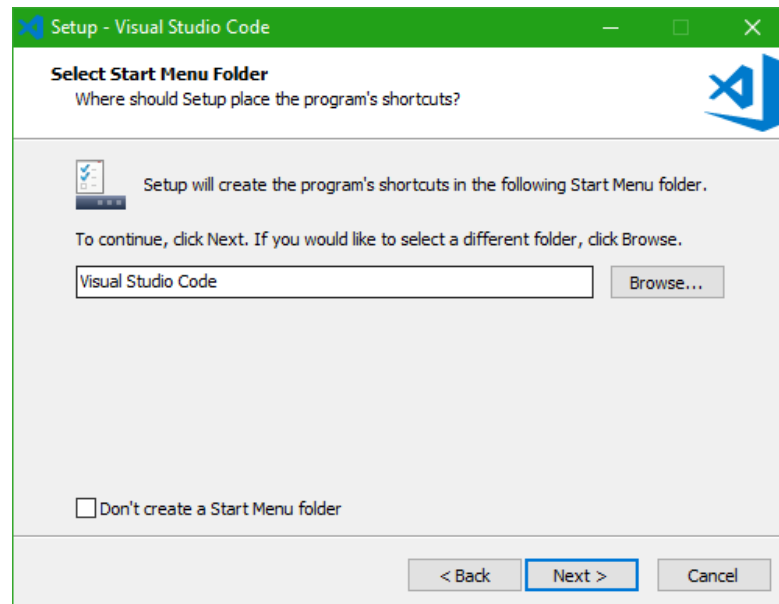 Setup - Visual Studio Code
Select Start Menu Folder
Where should Setup place the program's shortcuts?
Setup will create the program's shortcuts in the following Start Menu folder.
To continue, click Next. If you would like to select a different folder, click Browse.
Visual Studio Code
Browse...
Don't create a Start Menu folder
< Back
Next >
Cancel